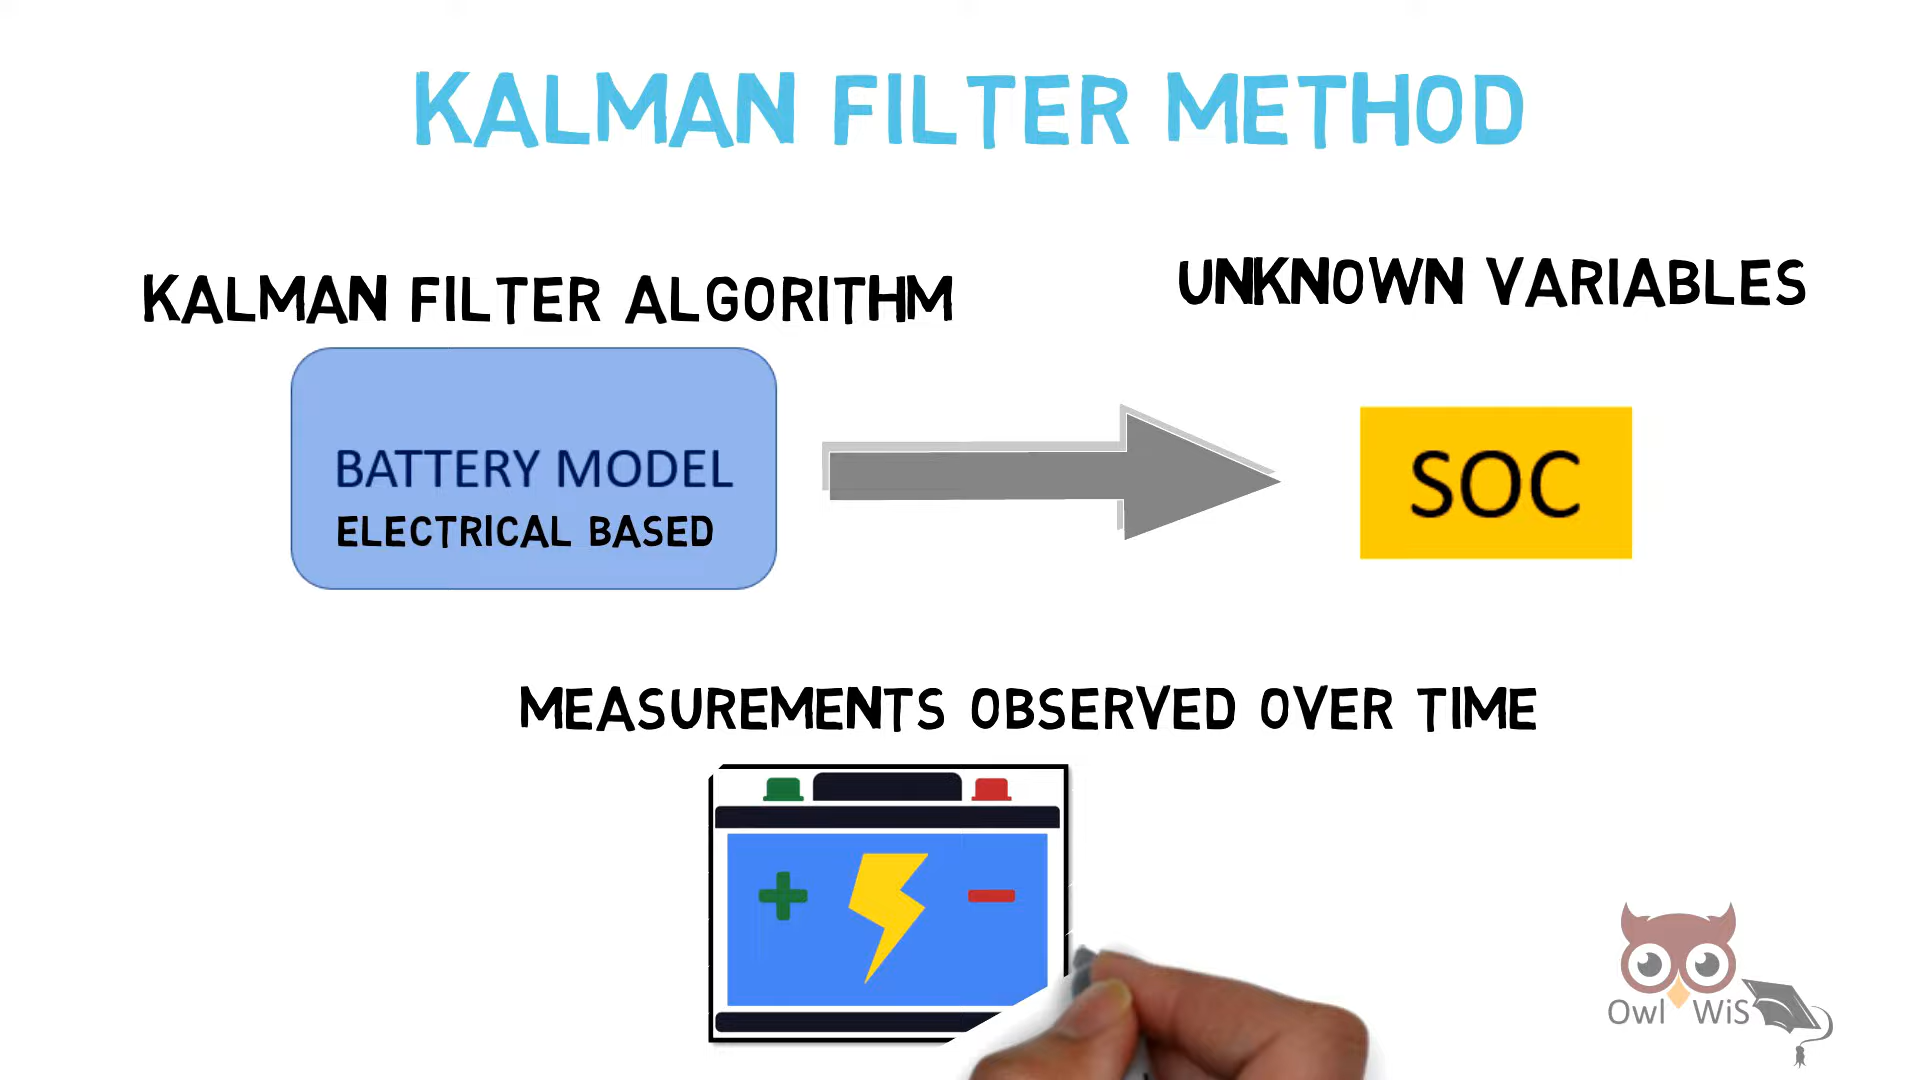 KALMAN FILTER METHOD
KALMAN FILTER ALGORITHM
UNKNOWN VARIABLES
BATTERY MODEL
ELECTRICAL BASED
SOC
MEASUREMENTS OBSERVED OVER TIME
Owl WiS